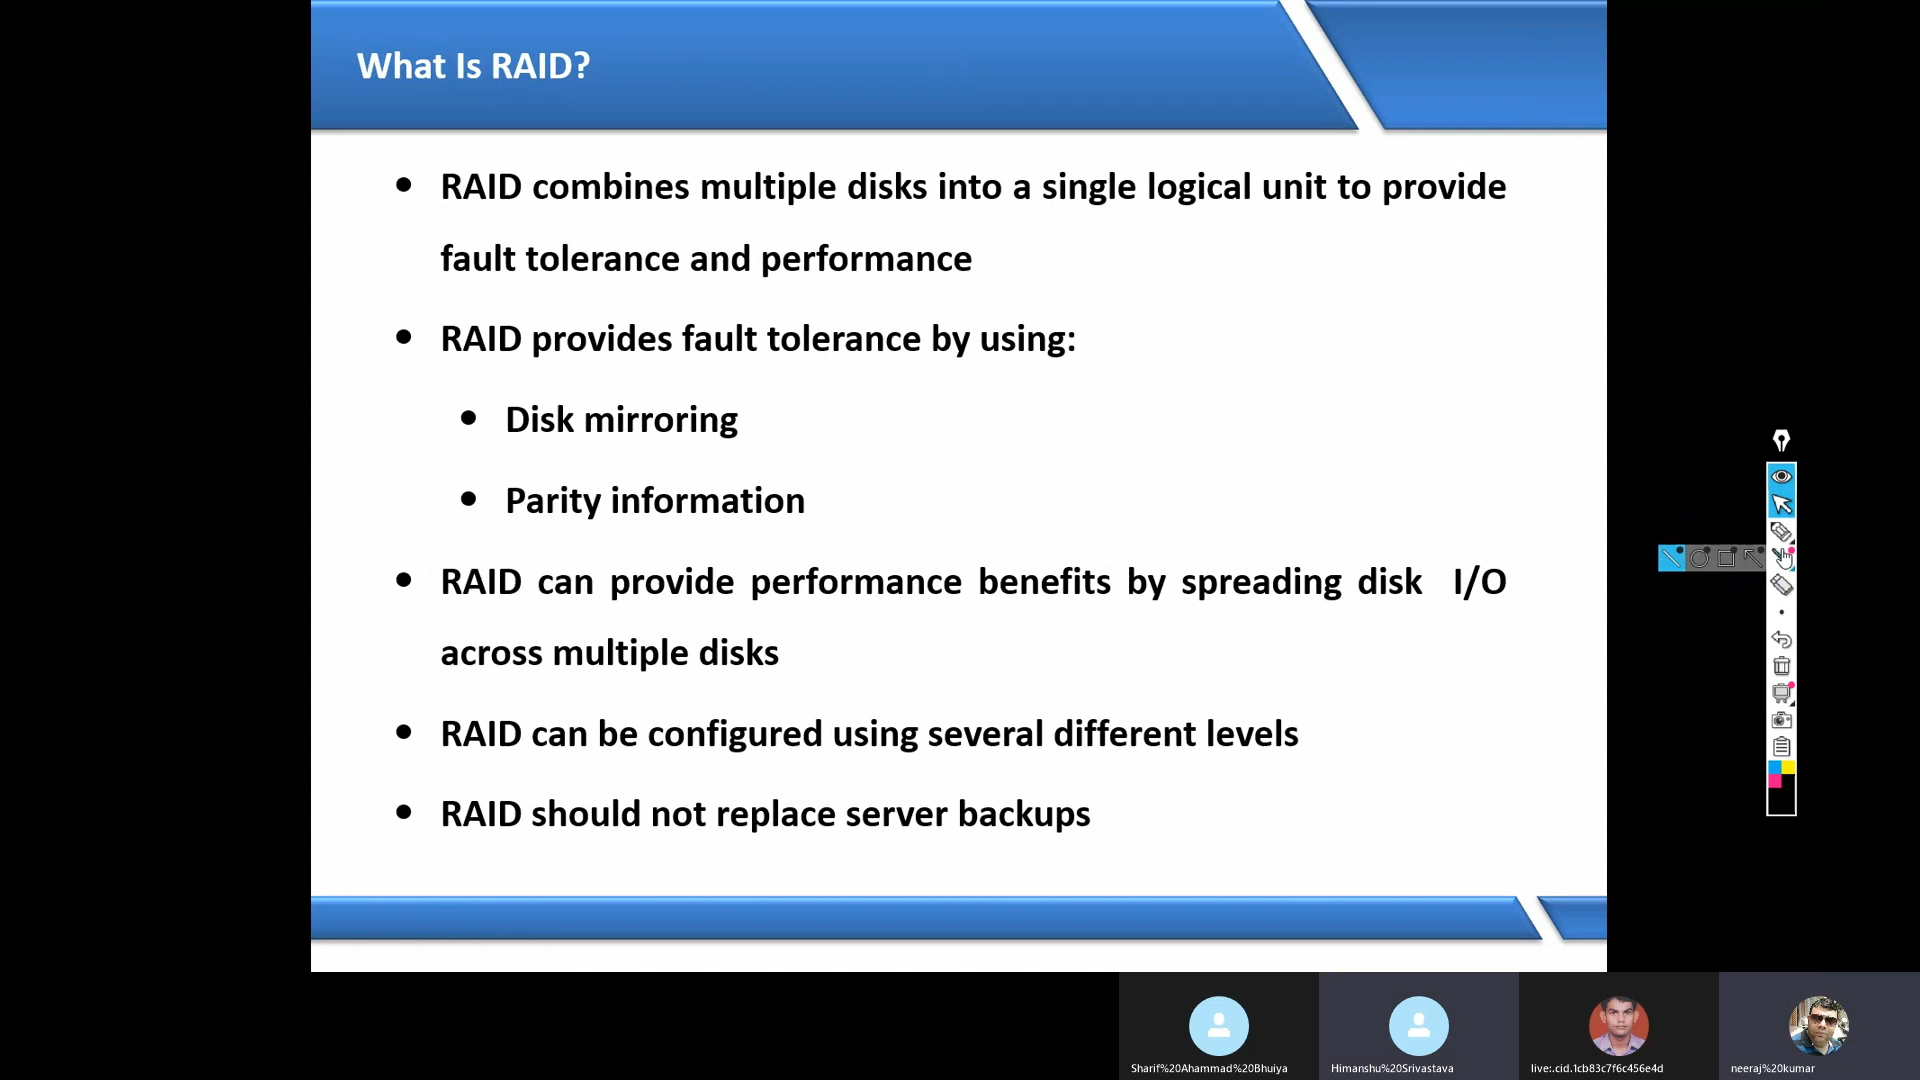 What Is RAID?
• RAID combines multiple disks into a single logical unit to provide
fault tolerance and performance
• RAID provides fault tolerance by using:
• Disk mirroring
• Parity information
• RAID can provide performance benefits by spreading disk I/O
across multiple disks
• RAID can be configured using several different levels
• RAID should not replace server backups
Sharif%20Ahammad%20Bhuiya
Himanshu%20Srivastava
live:.cid.1cb83c7f6c456e4d
neeraj%20kumar